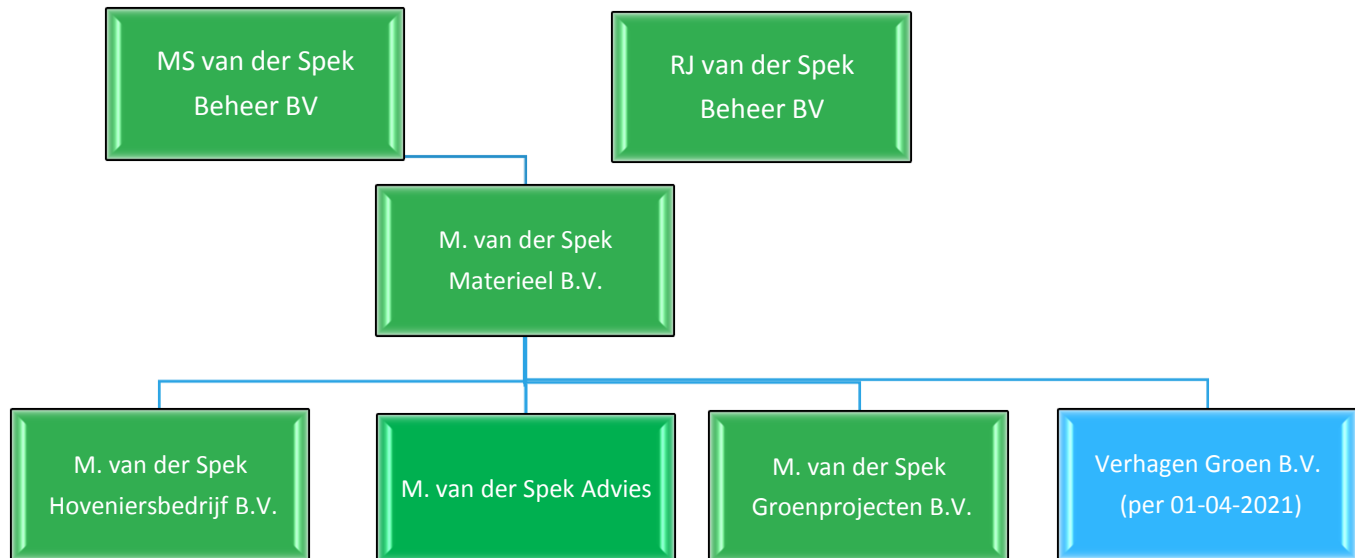 MS van der Spek
Beheer BV
RJ van der Spek
Beheer BV
M. van der Spek
Materieel B.V.
M. van der Spek
Hoveniersbedrijf B.V.
M. van der Spek Advies
M. van der Spek
Groenprojecten B.V.
Verhagen Groen B.V.
(per 01-04-2021)